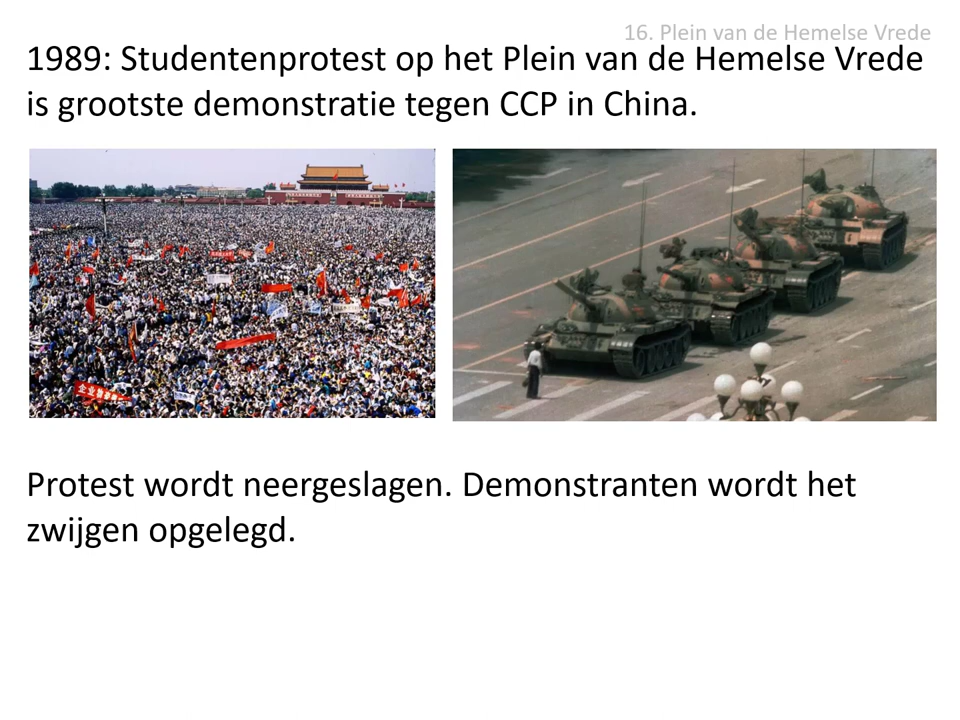 16. Plein van de Hemelse Vrede
1989: Studentenprotest op het Plein van de Hemelse Vrede
is grootste demonstratie tegen CCP in China.
Protest wordt neergeslagen. Demonstranten wordt het
zwijgen opgelegd.